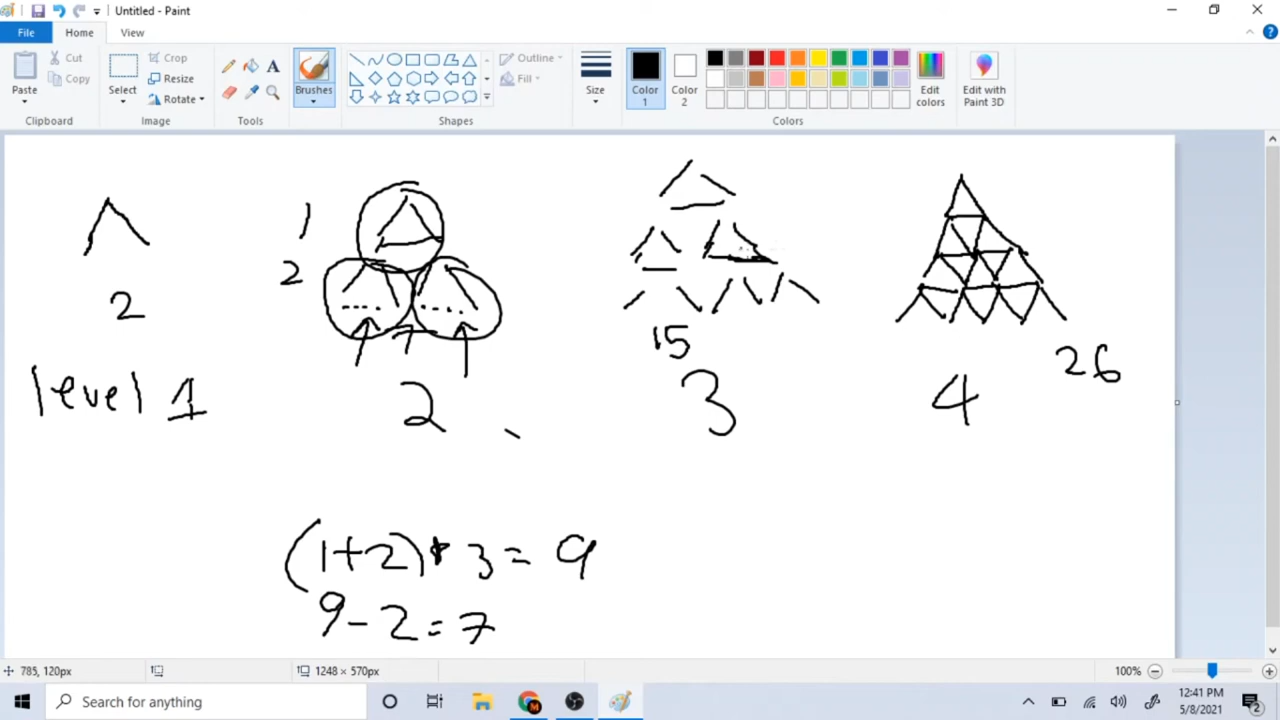 Untitled - Paint
File
Home
View
Paste
Cut
Copy
Clipboard
Select
Crop
Resize
Rotate
Image
Tools
Brushes
Outline
Fill
Shapes
Size
Color 1
Color 2
Edit colors
Colors
Edit with Paint 3D
1
2
2
7
15
26
level 1
2
3
4
(1+2)* 3 = 9
9 - 2 = 7
785, 120px
1248 × 570px
100%
Search for anything
12:41 PM
5/8/2021
2